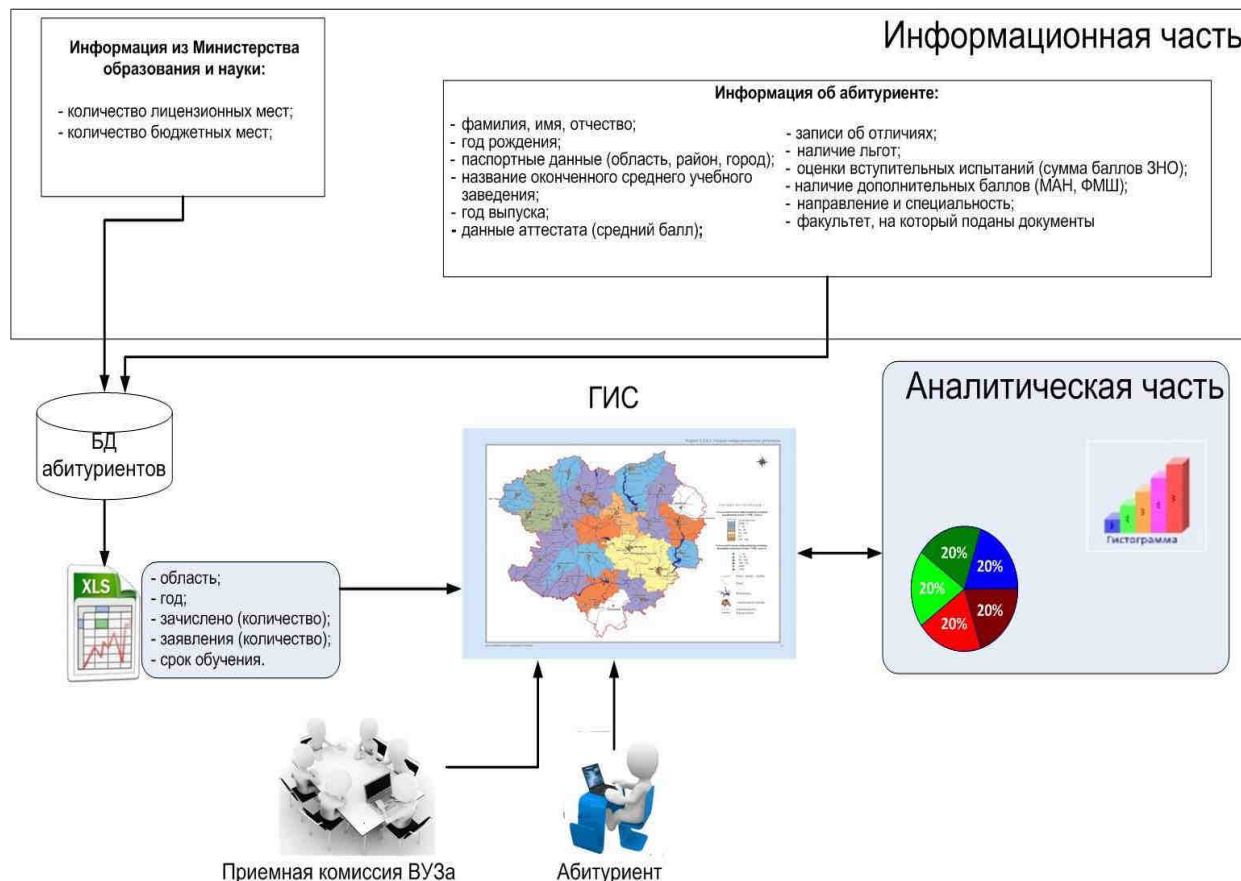 Информационная часть
Информация из Министерства
образования и науки:
- количество лицензионных мест;
- количество бюджетных мест;
Информация об абитуриенте:
- фамилия, имя, отчество;
- год рождения;
- паспортные данные (область, район, город);
- название оконченного среднего учебного
заведения;
- год выпуска;
- данные аттестата (средний балл);
- записи об отличиях;
- наличие льгот;
- оценки вступительных испытаний (сумма баллов ЗНО);
- наличие дополнительных баллов (МАН, ФМШ);
- направление и специальность;
- факультет, на который поданы документы
БД
абитуриентов
XLS
- область;
- год;
- зачислено (количество);
- заявления (количество);
- срок обучения.
ГИС
Аналитическая часть
Гистограмма
20%
20%
20%
20%
20%
Приемная комиссия ВУЗа
Абитуриент